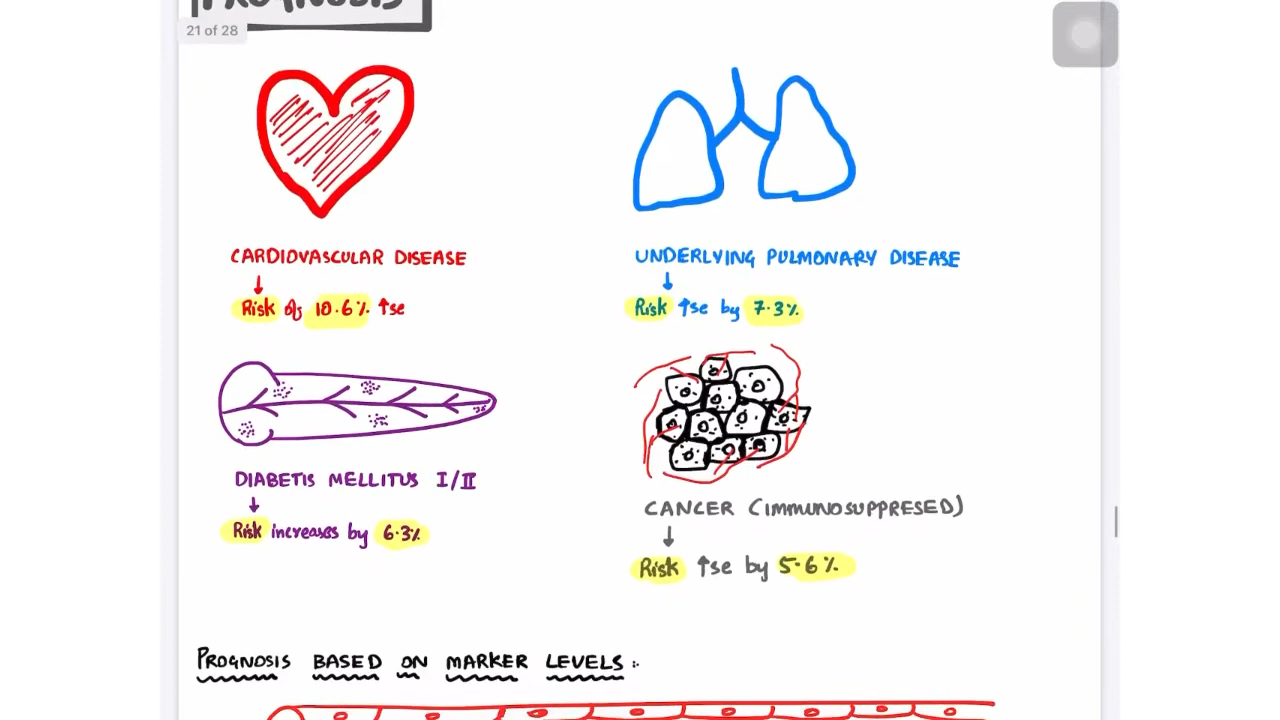 PROGNOSIS
21 of 28
CARDIOVASCULAR DISEASE
↓
Risk of 10.6% ↑se
UNDERLYING PULMONARY DISEASE
↓
Risk ↑se by 7.3%
DIABETIS MELLITUS I/II
↓
Risk increases by 6.3%
CANCER (IMMUNOSUPPRESED)
↓
Risk ↑se by 5.6%
PROGNOSIS BASED ON MARKER LEVELS :